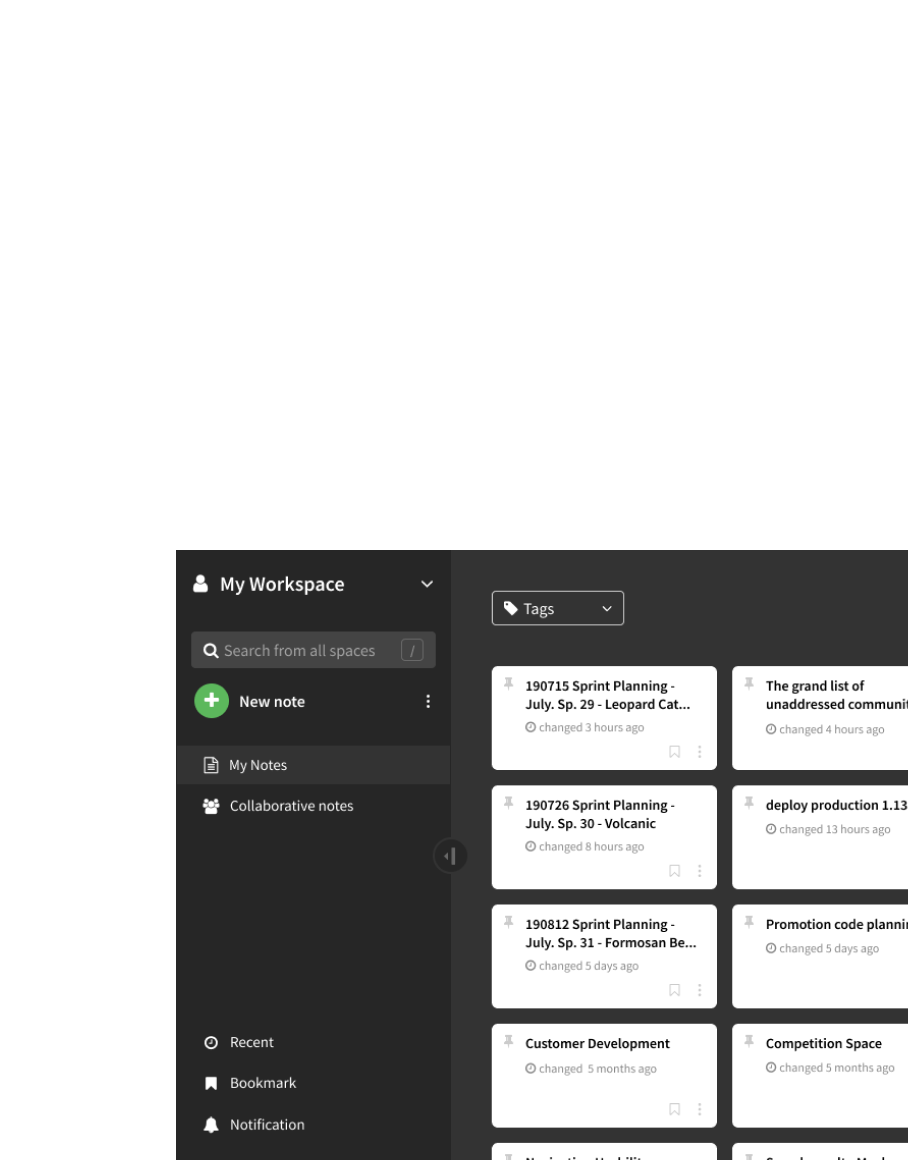 My Workspace
Search from all spaces /
New note
My Notes
Collaborative notes
Recent
Bookmark
Notification
Tags
190715 Sprint Planning -
July. Sp. 29 - Leopard Cat...
changed 3 hours ago
The grand list of
unaddressed
changed 4 hours ago
190726 Sprint Planning -
July. Sp. 30 - Volcanic
changed 8 hours ago
deploy production 1.13
changed 13 hours ago
190812 Sprint Planning -
July. Sp. 31 - Formosan Be...
changed 5 days ago
Promotion code
changed 5 days ago
Customer Development
changed 5 months ago
Competition Space
changed 5 months ago